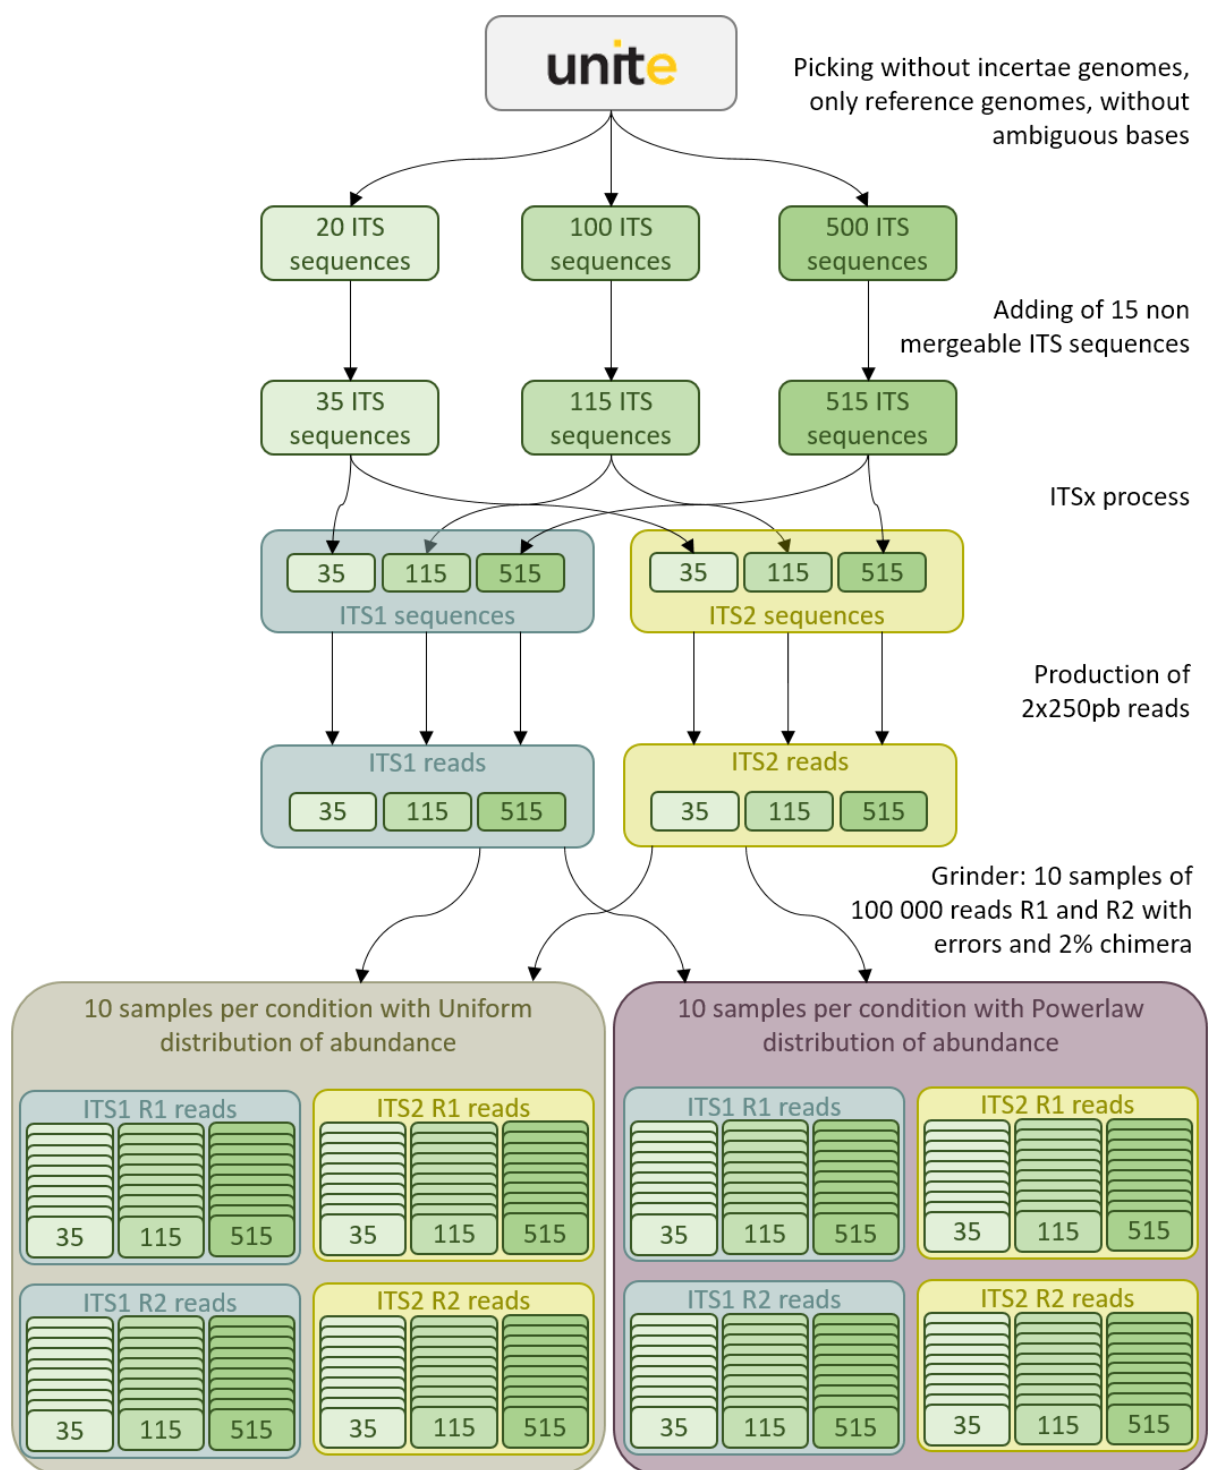 unite
Picking without incertae genomes,
only reference genomes, without
ambiguous bases
20 ITS
sequences
100 ITS
sequences
500 ITS
sequences
Adding of 15 non
mergeable ITS sequences
35 ITS
sequences
115 ITS
sequences
515 ITS
sequences
ITSx process
35 115 515
ITS1 sequences
35 115 515
ITS2 sequences
Production of
2x250pb reads
ITS1 reads
35 115 515
ITS2 reads
35 115 515
Grinder: 10 samples of
100 000 reads R1 and R2 with
errors and 2% chimera
10 samples per condition with Uniform
distribution of abundance
ITS1 R1 reads
35 115 515
ITS2 R1 reads
35 115 515
ITS1 R2 reads
35 115 515
ITS2 R2 reads
35 115 515
10 samples per condition with Powerlaw
distribution of abundance
ITS1 R1 reads
35 115 515
ITS2 R1 reads
35 115 515
ITS1 R2 reads
35 115 515
ITS2 R2 reads
35 115 515